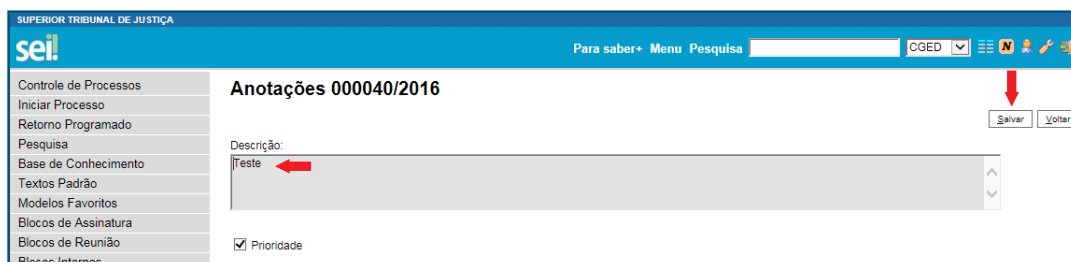 SUPERIOR TRIBUNAL DE JUSTIÇA
sei!
Para saber+ Menu Pesquisa
CGED
N
Controle de Processos
Iniciar Processo
Retorno Programado
Pesquisa
Base de Conhecimento
Textos Padrão
Modelos Favoritos
Blocos de Assinatura
Blocos de Reunião
Blocos Internos
Anotações 000040/2016
Salvar Voltar
Descrição:
Teste
Prioridade